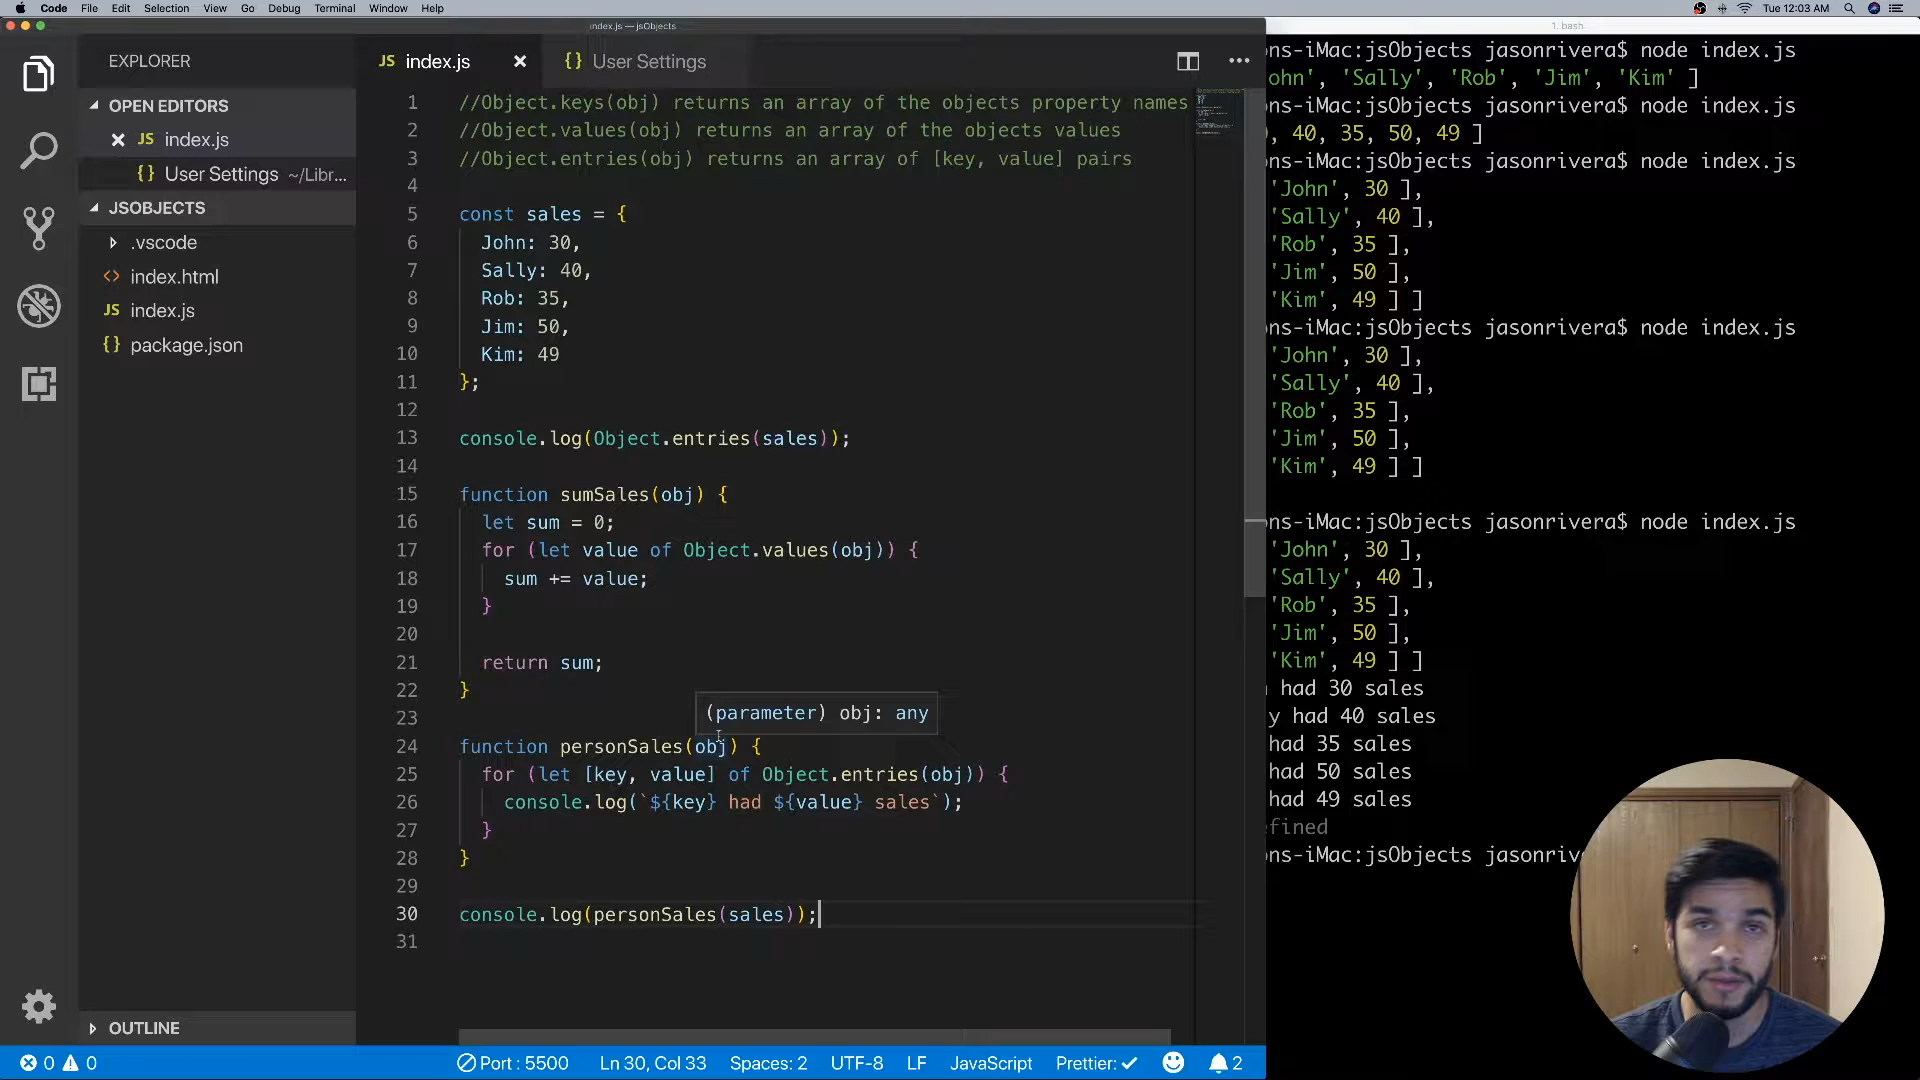 Code File Edit Selection View Go Debug Terminal Window Help
Tue 12:03 AM
index.js — jsObjects
1. bash
EXPLORER
OPEN EDITORS
JS index.js
{} User Settings ~/Libr...
JSOBJECTS
.vscode
<> index.html
JS index.js
{} package.json
OUTLINE
JS index.js
{} User Settings
1 //Object.keys(obj) returns an array of the objects property names
2 //Object.values(obj) returns an array of the objects values
3 //Object.entries(obj) returns an array of [key, value] pairs
4
5 const sales = {
6 John: 30,
7 Sally: 40,
8 Rob: 35,
9 Jim: 50,
10 Kim: 49
11 };
12
13 console.log(Object.entries(sales));
14
15 function sumSales(obj) {
16 let sum = 0;
17 for (let value of Object.values(obj)) {
18 sum += value;
19 }
20
21 return sum;
22 }
(parameter) obj: any
23
24 function personSales(obj) {
25 for (let [key, value] of Object.entries(obj)) {
26 console.log(`${key} had ${value} sales`);
27 }
28 }
29
30 console.log(personSales(sales));
31
ons-iMac:jsObjects jasonrivera$ node index.js
ohn', 'Sally', 'Rob', 'Jim', 'Kim' ]
ons-iMac:jsObjects jasonrivera$ node index.js
, 40, 35, 50, 49 ]
ons-iMac:jsObjects jasonrivera$ node index.js
'John', 30 ],
'Sally', 40 ],
'Rob', 35 ],
'Jim', 50 ],
'Kim', 49 ] ]
ons-iMac:jsObjects jasonrivera$ node index.js
'John', 30 ],
'Sally', 40 ],
'Rob', 35 ],
'Jim', 50 ],
'Kim', 49 ] ]
ons-iMac:jsObjects jasonrivera$ node index.js
'John', 30 ],
'Sally', 40 ],
'Rob', 35 ],
'Jim', 50 ],
'Kim', 49 ] ]
had 30 sales
y had 40 sales
had 35 sales
had 50 sales
had 49 sales
efined
ons-iMac:jsObjects jasonriv
0 0
Port : 5500
Ln 30, Col 33
Spaces: 2
UTF-8
LF
JavaScript
Prettier: ✓
2